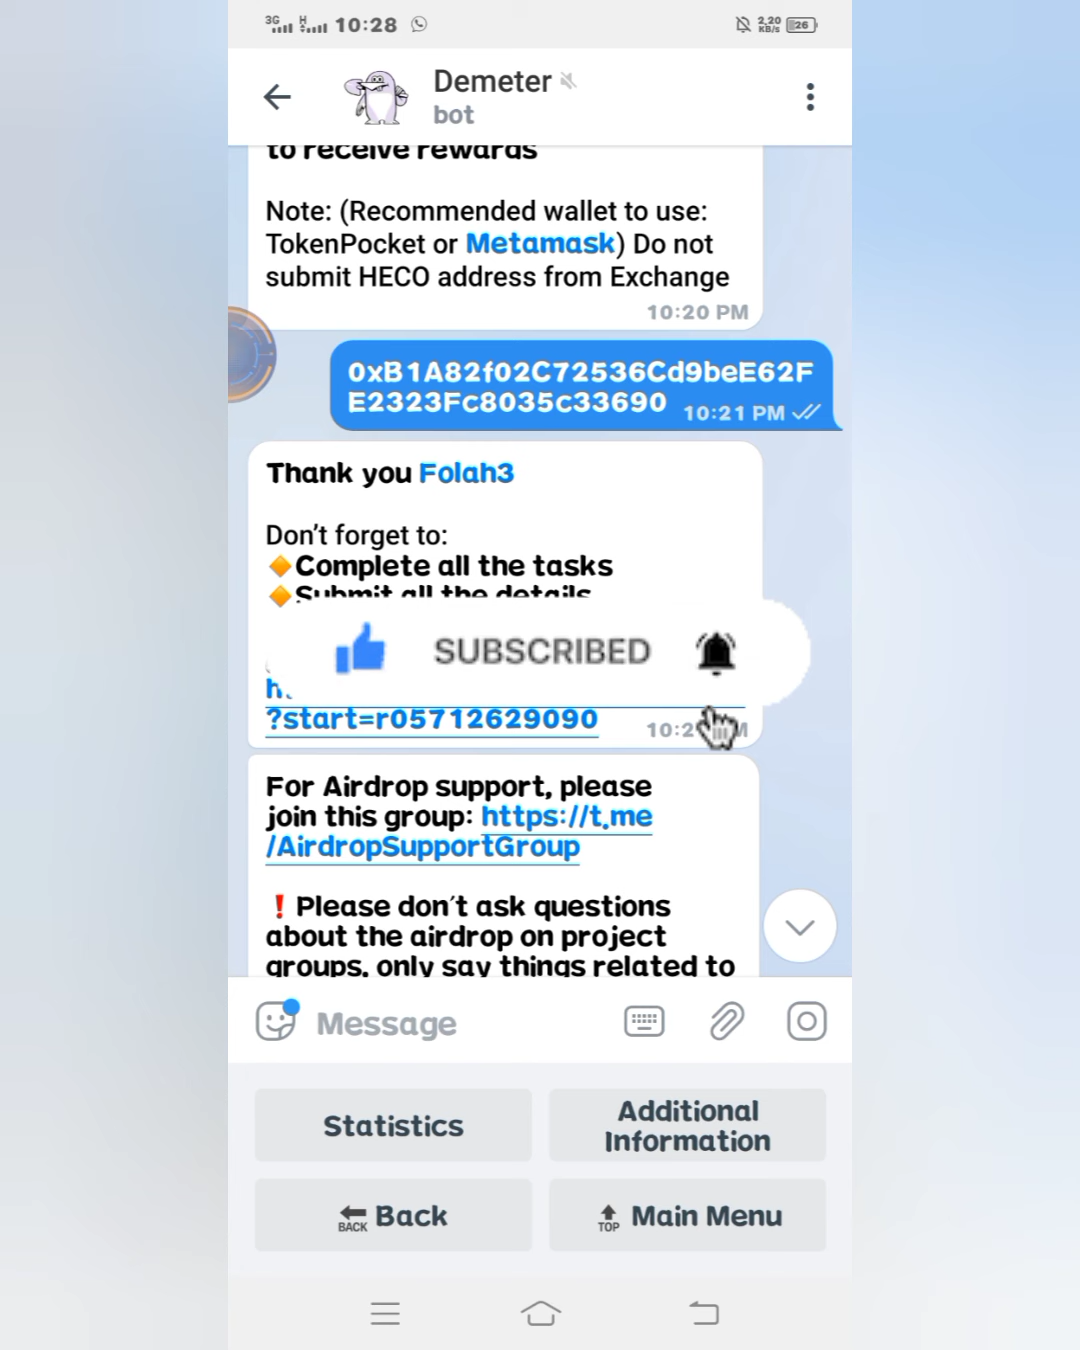 3G H 10:28 2,20 KB/s 26
Demeter
bot
to receive rewards
Note: (Recommended wallet to use:
TokenPocket or Metamask) Do not
submit HECO address from Exchange
10:20 PM
0xB1A82f02C72536Cd9beE62F
E2323Fc8035c33690 10:21 PM
Thank you Folah3
Don't forget to:
🔸Complete all the tasks
🔸Submit all the details
SUBSCRIBED
?start=r05712629090
For Airdrop support, please
join this group: https://t.me
/AirdropSupportGroup
❗Please don't ask questions
about the airdrop on project
groups, only say things related to
Message
Statistics
Additional
Information
BACK Back
TOP Main Menu